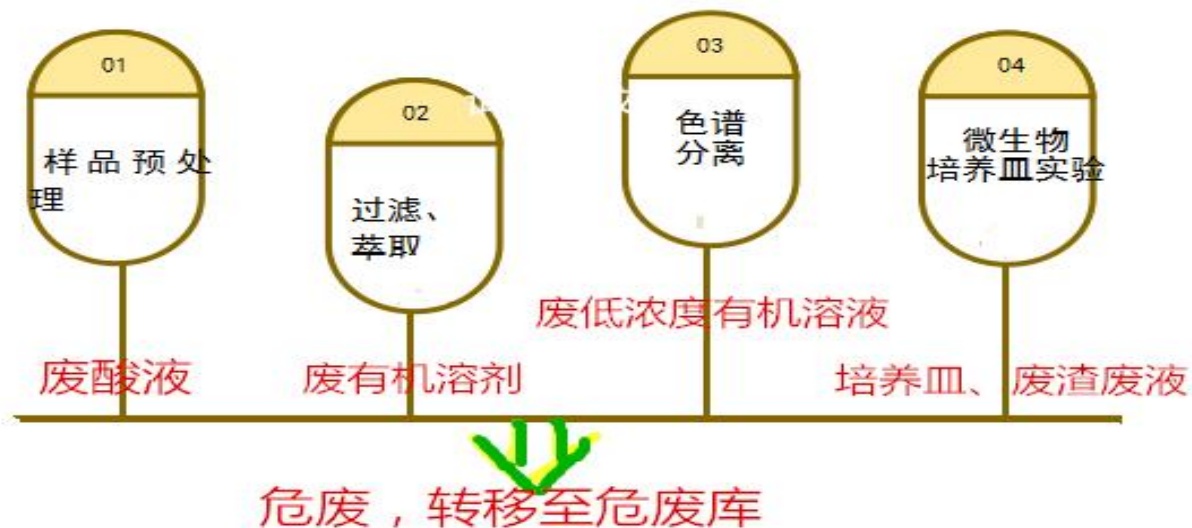 01
样品预处
理
02
过滤、
萃取
03
色谱
分离
04
微生物
培养皿实验
废酸液
废有机溶剂
废低浓度有机溶液
培养皿、废渣废液
危废，转移至危废库